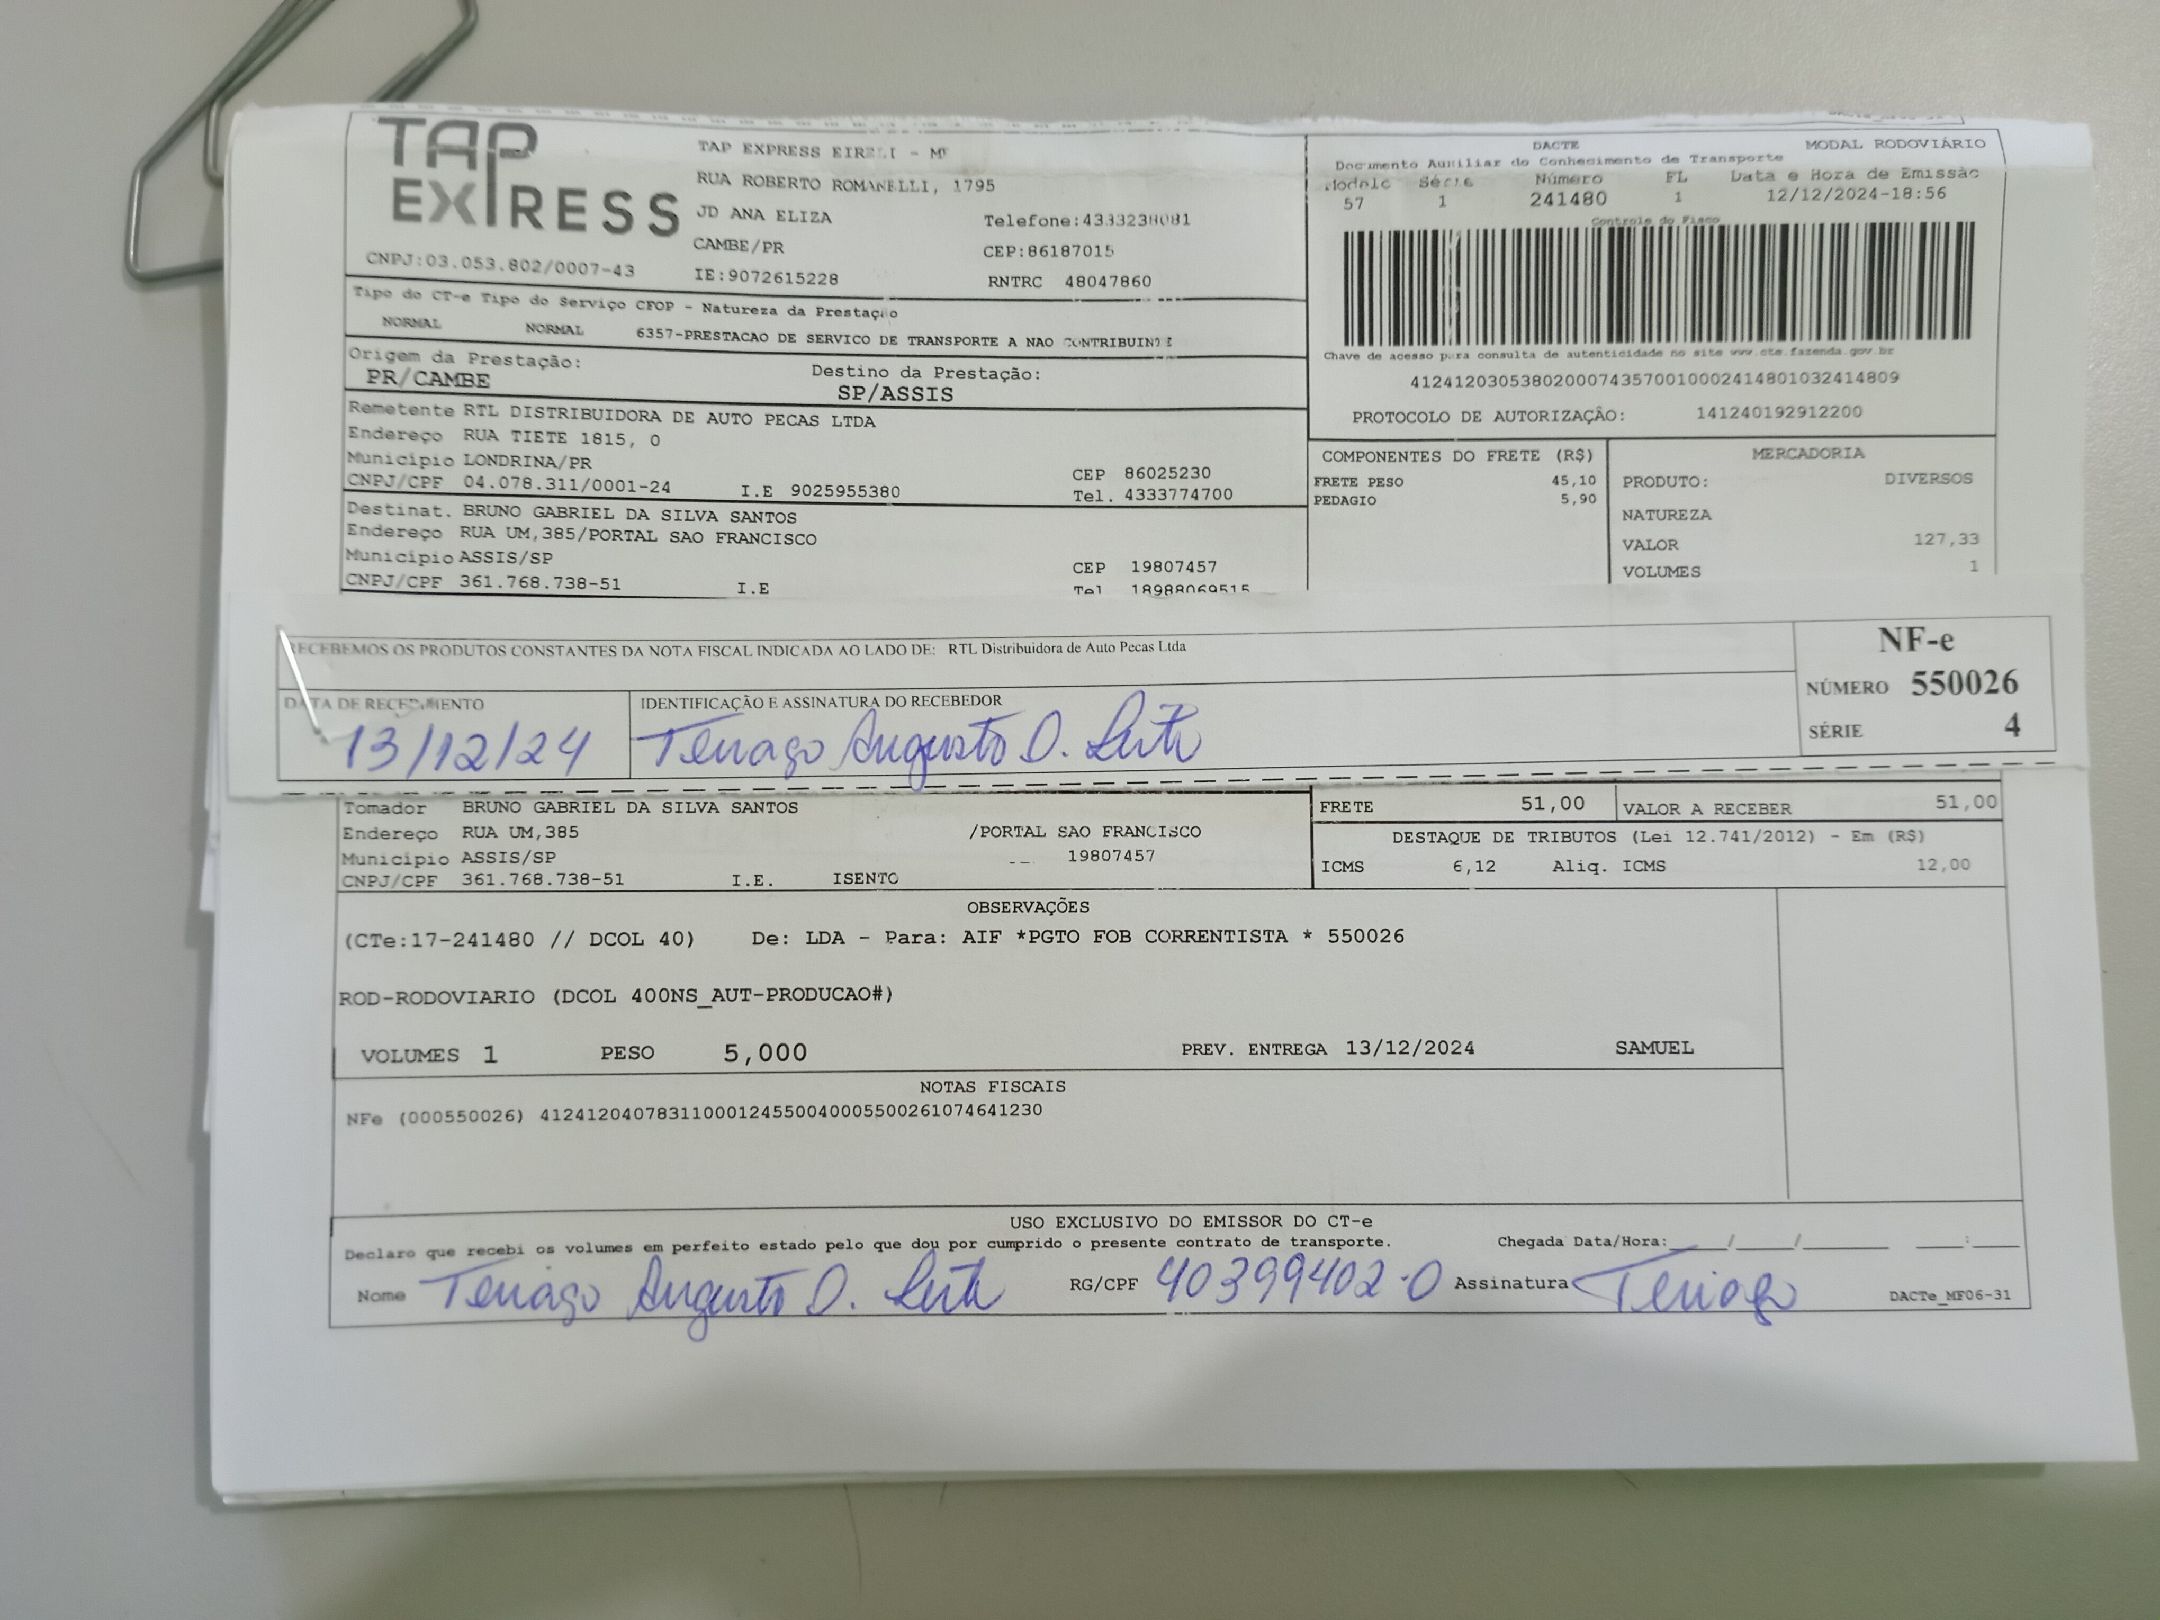 TAP EXPRESS
TAP EXPRESS EIRELI - ME
RUA ROBERTO ROMANELLI, 1795
JD ANA ELIZA Telefone:4333238081
CAMBE/PR CEP:86187015
CNPJ:03.053.802/0007-43 IE:9072615228 RNTRC 48047860
DACTE MODAL RODOVIÁRIO
Documento Auxiliar do Conhecimento de Transporte
Modelo Série Número FL Data e Hora de Emissão
57 1 241480 1 12/12/2024-18:56
Controle do Fisco
Chave de acesso para consulta de autenticidade no site www.cte.fazenda.gov.br
41241203053802000743570010002414801032414809
PROTOCOLO DE AUTORIZAÇÃO: 141240192912200
Tipo do CT-e Tipo do Serviço CFOP - Natureza da Prestação
NORMAL NORMAL 6357-PRESTACAO DE SERVICO DE TRANSPORTE A NAO CONTRIBUINTE
Origem da Prestação: Destino da Prestação:
PR/CAMBE SP/ASSIS
Remetente RTL DISTRIBUIDORA DE AUTO PECAS LTDA
Endereço RUA TIETE 1815, 0
Município LONDRINA/PR CEP 86025230
CNPJ/CPF 04.078.311/0001-24 I.E 9025955380 Tel. 4333774700
Destinat. BRUNO GABRIEL DA SILVA SANTOS
Endereço RUA UM,385/PORTAL SAO FRANCISCO
Município ASSIS/SP CEP 19807457
CNPJ/CPF 361.768.738-51 I.E Tel 18988069515
COMPONENTES DO FRETE (R$)
FRETE PESO 45,10
PEDAGIO 5,90
MERCADORIA
PRODUTO: DIVERSOS
NATUREZA
VALOR 127,33
VOLUMES 1
RECEBEMOS OS PRODUTOS CONSTANTES DA NOTA FISCAL INDICADA AO LADO DE: RTL Distribuidora de Auto Pecas Ltda
DATA DE RECEBIMENTO IDENTIFICAÇÃO E ASSINATURA DO RECEBEDOR
13/12/24 Teriago Augusto D. Leite
NF-e
NÚMERO 550026
SÉRIE 4
Tomador BRUNO GABRIEL DA SILVA SANTOS
Endereço RUA UM,385 /PORTAL SAO FRANCISCO
Município ASSIS/SP 19807457
CNPJ/CPF 361.768.738-51 I.E. ISENTO
FRETE 51,00 VALOR A RECEBER 51,00
DESTAQUE DE TRIBUTOS (Lei 12.741/2012) - Em (R$)
ICMS 6,12 Aliq. ICMS 12,00
OBSERVAÇÕES
(CTe:17-241480 // DCOL 40) De: LDA - Para: AIF *PGTO FOB CORRENTISTA * 550026
ROD-RODOVIARIO (DCOL 400NS_AUT-PRODUCAO#)
VOLUMES 1 PESO 5,000 PREV. ENTREGA 13/12/2024 SAMUEL
NOTAS FISCAIS
NFe (000550026) 41241204078311000124550040005500261074641230
USO EXCLUSIVO DO EMISSOR DO CT-e
Declaro que recebi os volumes em perfeito estado pelo que dou por cumprido o presente contrato de transporte. Chegada Data/Hora:____/____/______ ____:____
Nome Teriago Augusto D. Leite RG/CPF 40399402-0 Assinatura Teriago DACTe_MF06-31